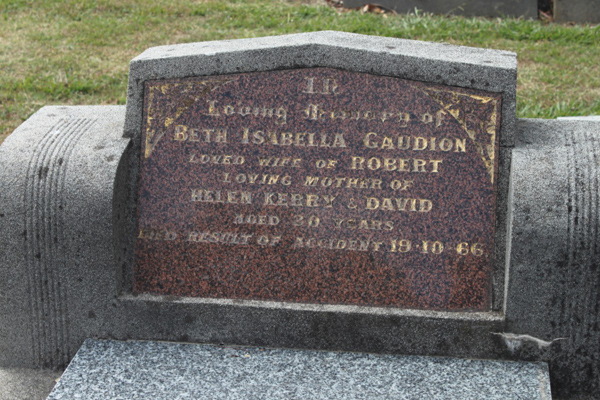 IN
Loving Memory of
BETH ISABELLA GAUDION
LOVED WIFE OF ROBERT
LOVING MOTHER OF
HELEN KERRY & DAVID
AGED YEARS
DIED RESULT OF ACCIDENT 19·10·66